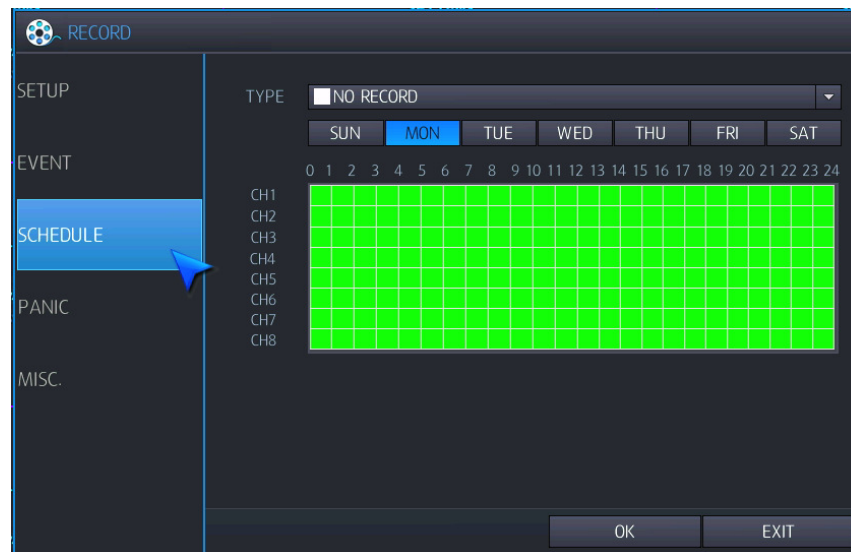 RECORD
SETUP
TYPE NO RECORD
SUN MON TUE WED THU FRI SAT
EVENT
0 1 2 3 4 5 6 7 8 9 10 11 12 13 14 15 16 17 18 19 20 21 22 23 24
CH1
CH2
SCHEDULE
CH3
CH4
CH5
CH6
PANIC
CH7
CH8
MISC.
OK EXIT